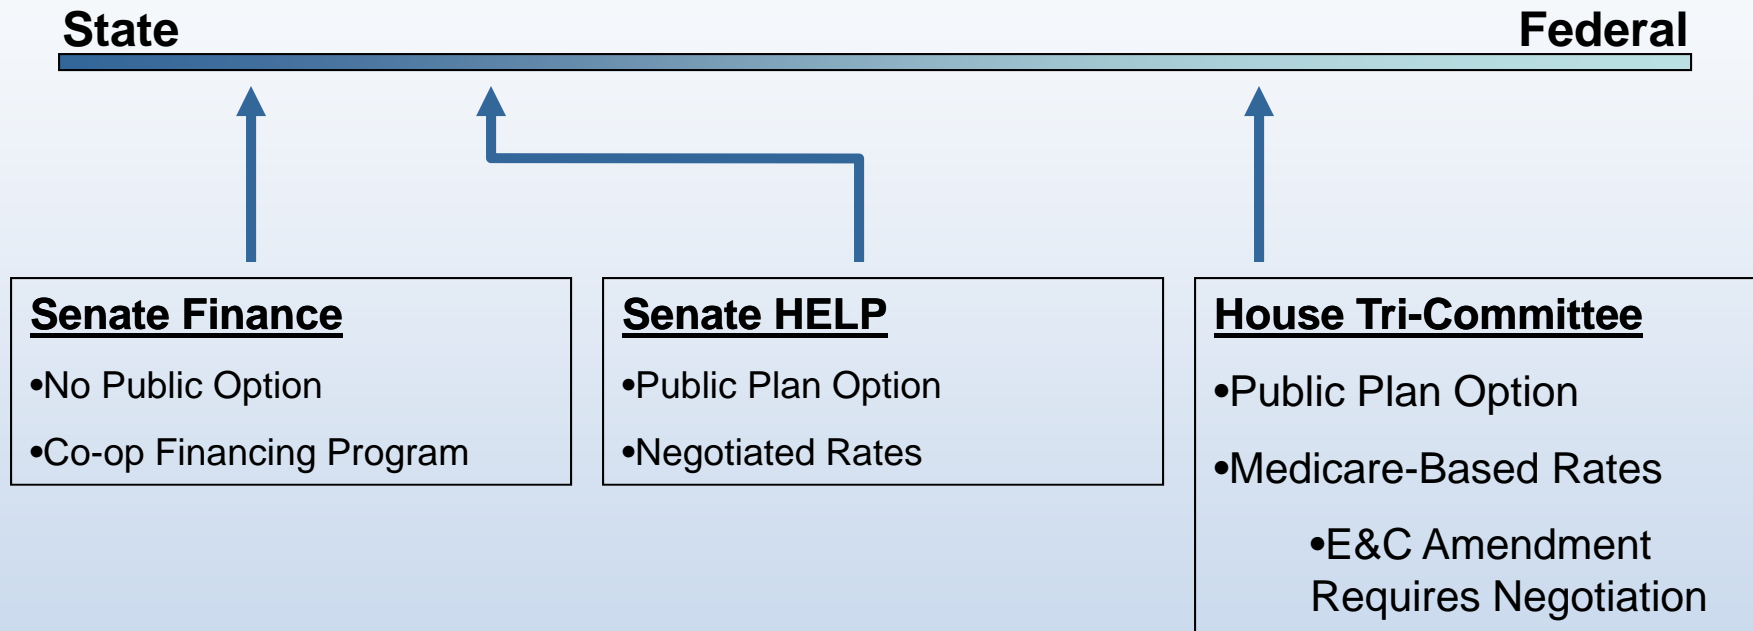 State
Federal
Senate Finance
•No Public Option
•Co-op Financing Program
Senate HELP
•Public Plan Option
•Negotiated Rates
House Tri-Committee
•Public Plan Option
•Medicare-Based Rates
•E&C Amendment
Requires Negotiation